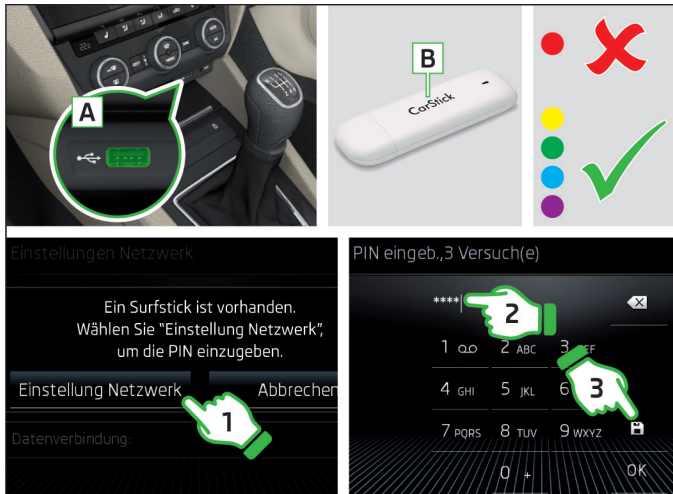 A
B
CarStick
Einstellungen Netzwerk
Ein Surfstick ist vorhanden.
Wählen Sie "Einstellung Netzwerk",
um die PIN einzugeben.
Einstellung Netzwerk
Abbrechen
1
Datenverbindung:
PIN eingeb.,3 Versuch(e)
****
2
1
2 ABC
3 EF
4 GHI
5 JKL
6
3
7 PQRS
8 TUV
9 WXYZ
0 +
OK